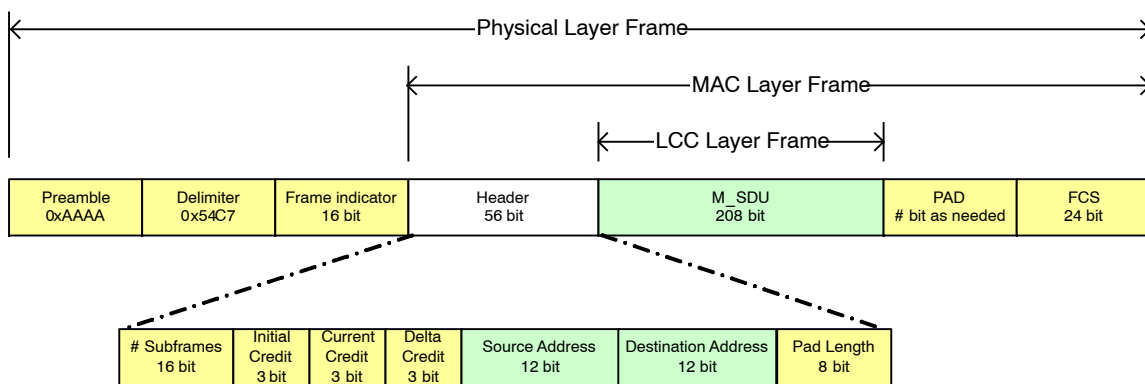 Physical Layer Frame
MAC Layer Frame
LCC Layer Frame
Preamble
0xAAAA
Delimiter
0x54C7
Frame indicator
16 bit
Header
56 bit
M_SDU
208 bit
PAD
# bit as needed
FCS
24 bit
# Subframes
16 bit
Initial
Credit
3 bit
Current
Credit
3 bit
Delta
Credit
3 bit
Source Address
12 bit
Destination Address
12 bit
Pad Length
8 bit